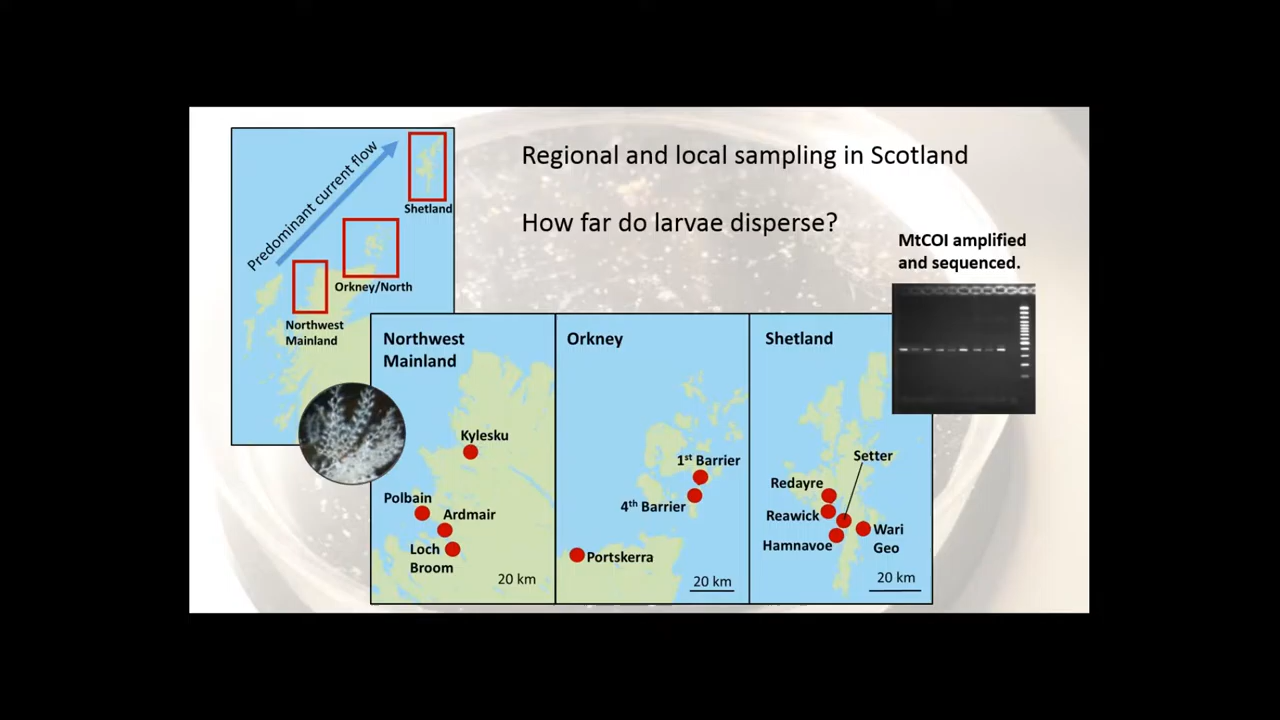 Regional and local sampling in Scotland
How far do larvae disperse?
Predominant current flow
Shetland
Orkney/North
Northwest
Mainland
MtCOI amplified
and sequenced.
Northwest
Mainland
Kylesku
Polbain
Ardmair
Loch
Broom
20 km
Orkney
1st Barrier
4th Barrier
Portskerra
20 km
Shetland
Setter
Redayre
Reawick
Hamnavoe
Wari
Geo
20 km